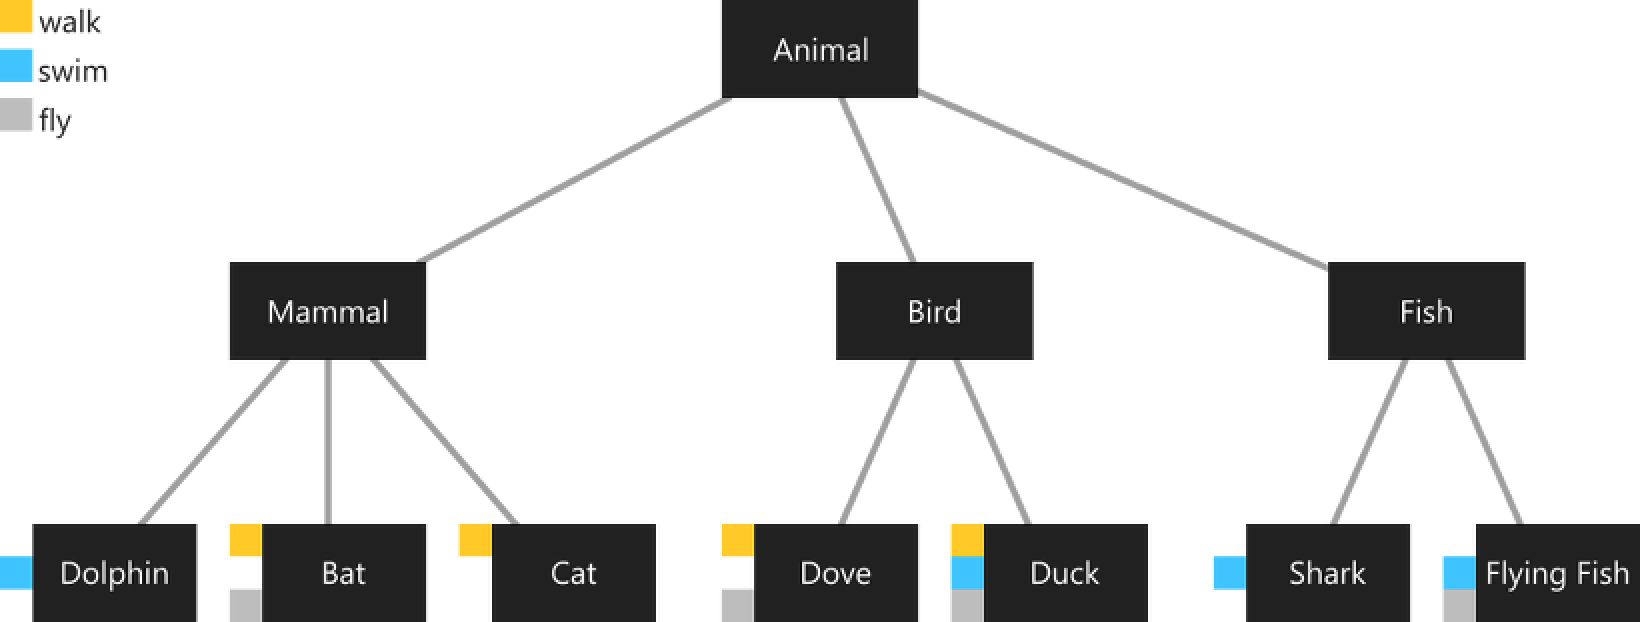 walk
swim
fly
Animal
Mammal
Bird
Fish
Dolphin
Bat
Cat
Dove
Duck
Shark
Flying Fish